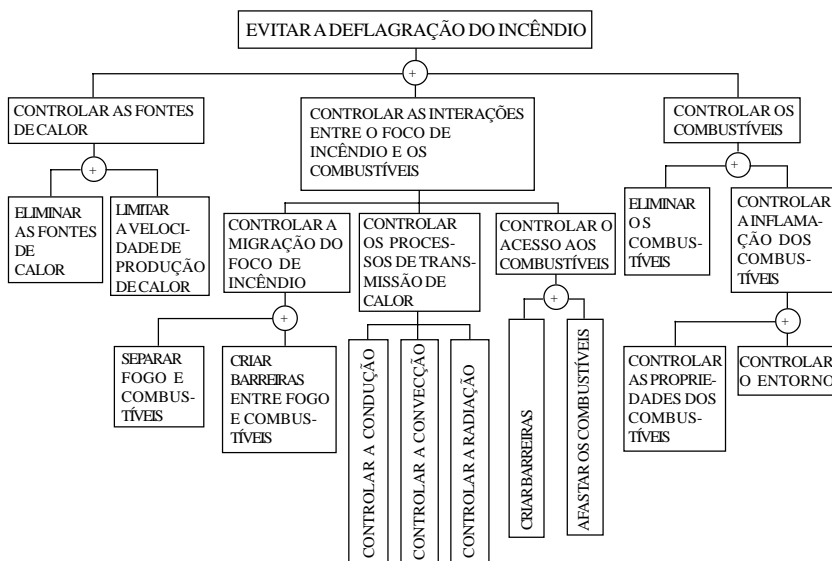 EVITAR A DEFLAGRAÇÃO DO INCÊNDIO
+
CONTROLAR AS FONTES
DE CALOR
CONTROLAR AS INTERAÇÕES
ENTRE O FOCO DE
INCÊNDIO E OS
COMBUSTÍVEIS
CONTROLAR OS
COMBUSTÍVEIS
+
+
ELIMINAR
AS FONTES
DE
CALOR
LIMITAR
A VELOCI-
DADE DE
PRODUÇÃO
DE CALOR
CONTROLAR A
MIGRAÇÃO DO
FOCO DE
INCÊNDIO
CONTROLAR
OS PROCES-
SOS DE TRANS-
MISSÃO DE
CALOR
CONTROLAR O
ACESSO AOS
COMBUSTÍVEIS
ELIMINAR
OS
COMBUS-
TÍVEIS
CONTROLAR
A INFLAMA-
ÇÃO DOS
COMBUS-
TÍVEIS
+
+
+
SEPARAR
FOGO E
COMBUS-
TÍVEIS
CRIAR
BARREIRAS
ENTRE FOGO
E COMBUS-
TÍVEIS
CONTROLAR A CONDUÇÃO
CONTROLAR A CONVECÇÃO
CONTROLAR A RADIAÇÃO
CRIAR BARREIRAS
AFASTAR OS COMBUSTÍVEIS
CONTROLAR
AS PROPRIE-
DADES DOS
COMBUS-
TÍVEIS
CONTROLAR
O ENTORNO